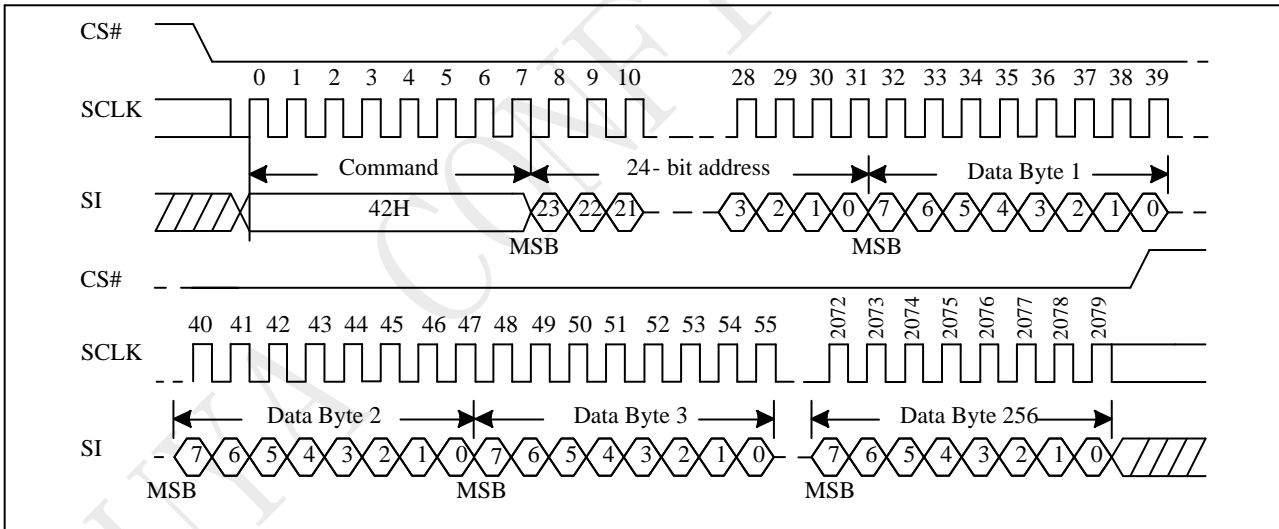 CS#
0 1 2 3 4 5 6 7 8 9 10 28 29 30 31 32 33 34 35 36 37 38 39
SCLK
Command 24- bit address Data Byte 1
SI 42H 23 22 21 3 2 1 0 7 6 5 4 3 2 1 0
MSB MSB
CS#
40 41 42 43 44 45 46 47 48 49 50 51 52 53 54 55 2072 2073 2074 2075 2076 2077 2078 2079
SCLK
Data Byte 2 Data Byte 3 Data Byte 256
SI 7 6 5 4 3 2 1 0 7 6 5 4 3 2 1 0 7 6 5 4 3 2 1 0
MSB MSB MSB